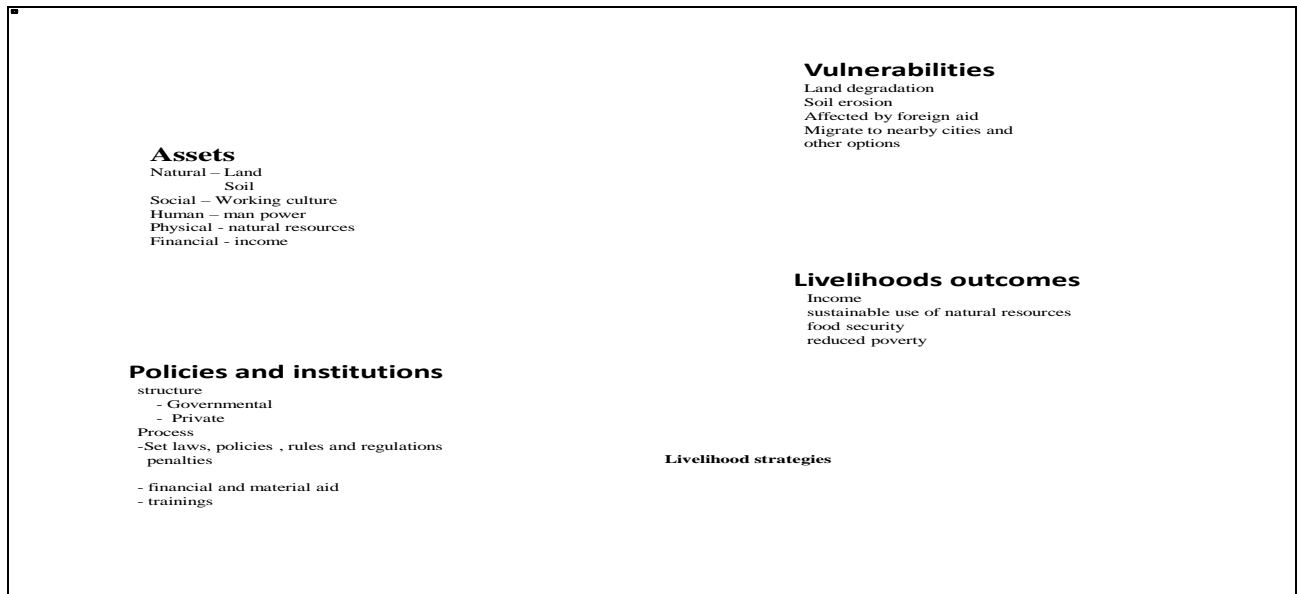 Vulnerabilities
Land degradation
Soil erosion
Affected by foreign aid
Migrate to nearby cities and
other options
Assets
Natural – Land
Soil
Social – Working culture
Human – man power
Physical - natural resources
Financial - income
Livelihoods outcomes
Income
sustainable use of natural resources
food security
reduced poverty
Policies and institutions
structure
- Governmental
- Private
Process
-Set laws, policies , rules and regulations
penalties
- financial and material aid
- trainings
Livelihood strategies